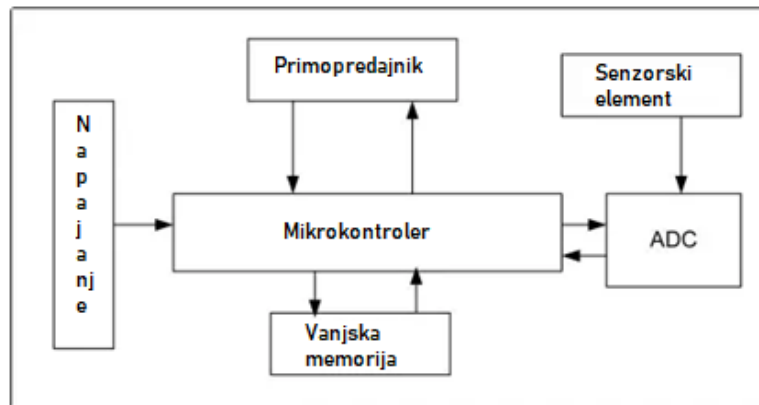 Primopredajnik
Senzorski
element
N
a
p
a
j
a
nj
e
Mikrokontroler
ADC
Vanjska
memorija